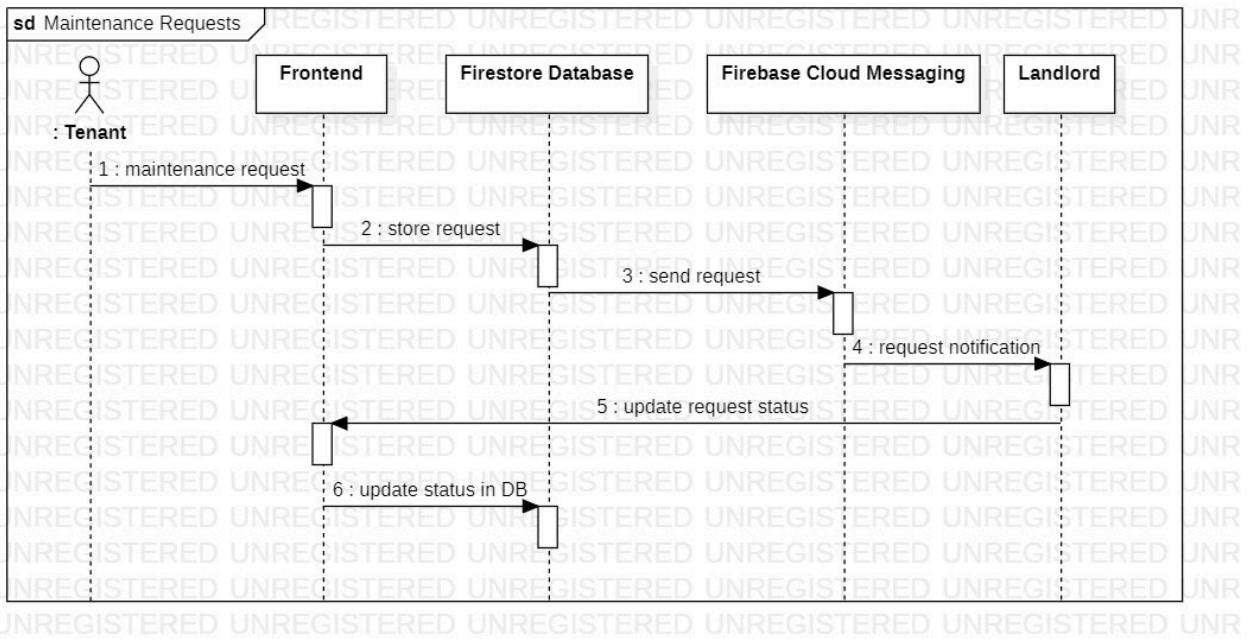 sd Maintenance Requests
Frontend
Firestore Database
Firebase Cloud Messaging
Landlord
: Tenant
1 : maintenance request
2 : store request
3 : send request
4 : request notification
5 : update request status
6 : update status in DB
UNREGISTERED